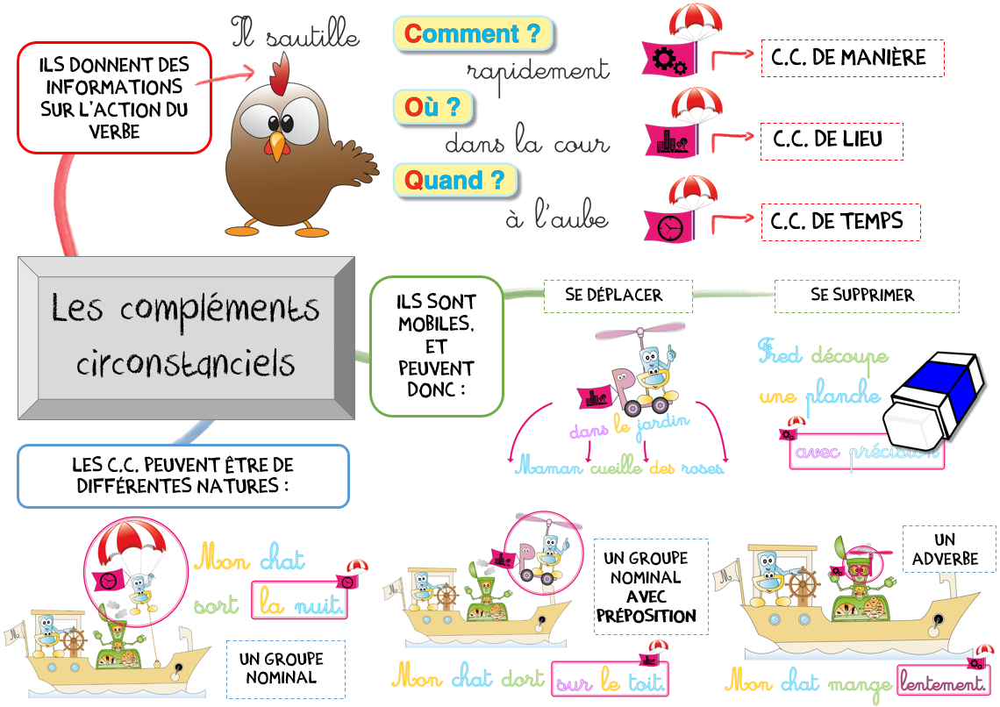 ILS DONNENT DES
INFORMATIONS
SUR L'ACTION DU
VERBE
Il sautille
Comment ?
rapidement
C.C. DE MANIÈRE
Où ?
dans la cour
C.C. DE LIEU
Quand ?
à l'aube
C.C. DE TEMPS
Les compléments
circonstanciels
ILS SONT
MOBILES,
ET
PEUVENT
DONC :
SE DÉPLACER
P
dans le jardin
Maman cueille des roses
SE SUPPRIMER
Fred découpe
une planche
avec précision
LES C.C. PEUVENT ÊTRE DE
DIFFÉRENTES NATURES :
Mon chat
sort la nuit.
M
UN GROUPE
NOMINAL
P
M
UN GROUPE
NOMINAL
AVEC
PRÉPOSITION
Mon chat dort sur le toit.
M
UN
ADVERBE
Mon chat mange lentement.